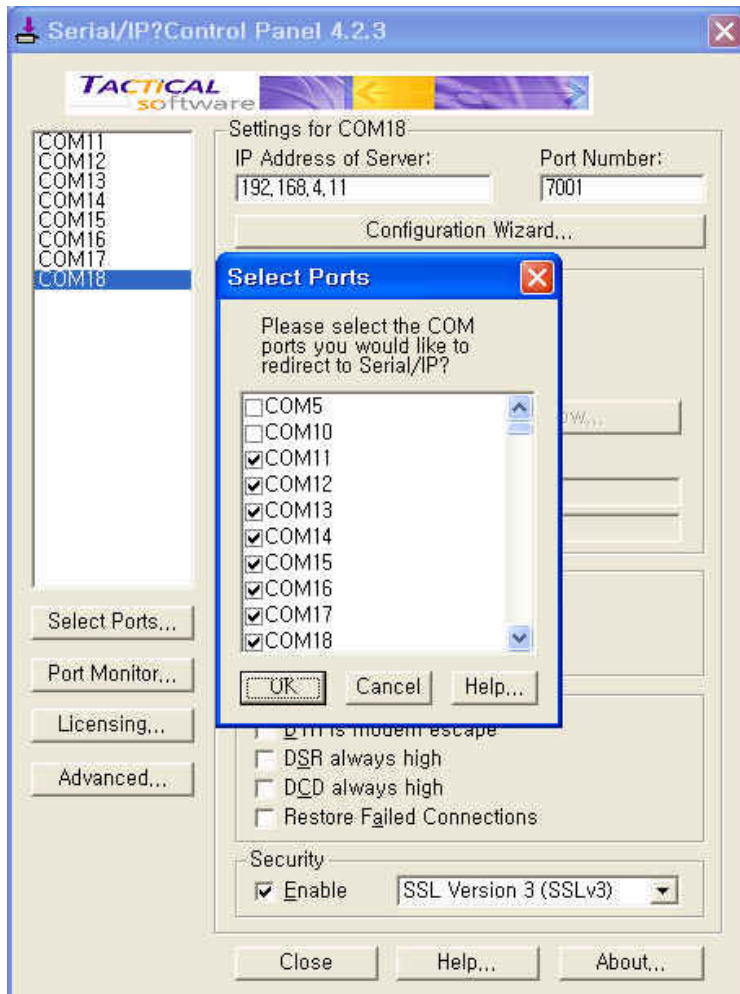 Serial/IP?Control Panel 4.2.3
TACTICAL
software
COM11
COM12
COM13
COM14
COM15
COM16
COM17
COM18
Select Ports...
Port Monitor...
Licensing...
Advanced...
Settings for COM18
IP Address of Server:
Port Number:
192,168,4,11
7001
Configuration Wizard...
Select Ports
Please select the COM
ports you would like to
redirect to Serial/IP?
COM5
COM10
COM11
COM12
COM13
COM14
COM15
COM16
COM17
COM18
OK
Cancel
Help...
DTR is modem escape
DSR always high
DCD always high
Restore Failed Connections
Security
Enable
SSL Version 3 (SSLv3)
Close
Help...
About...